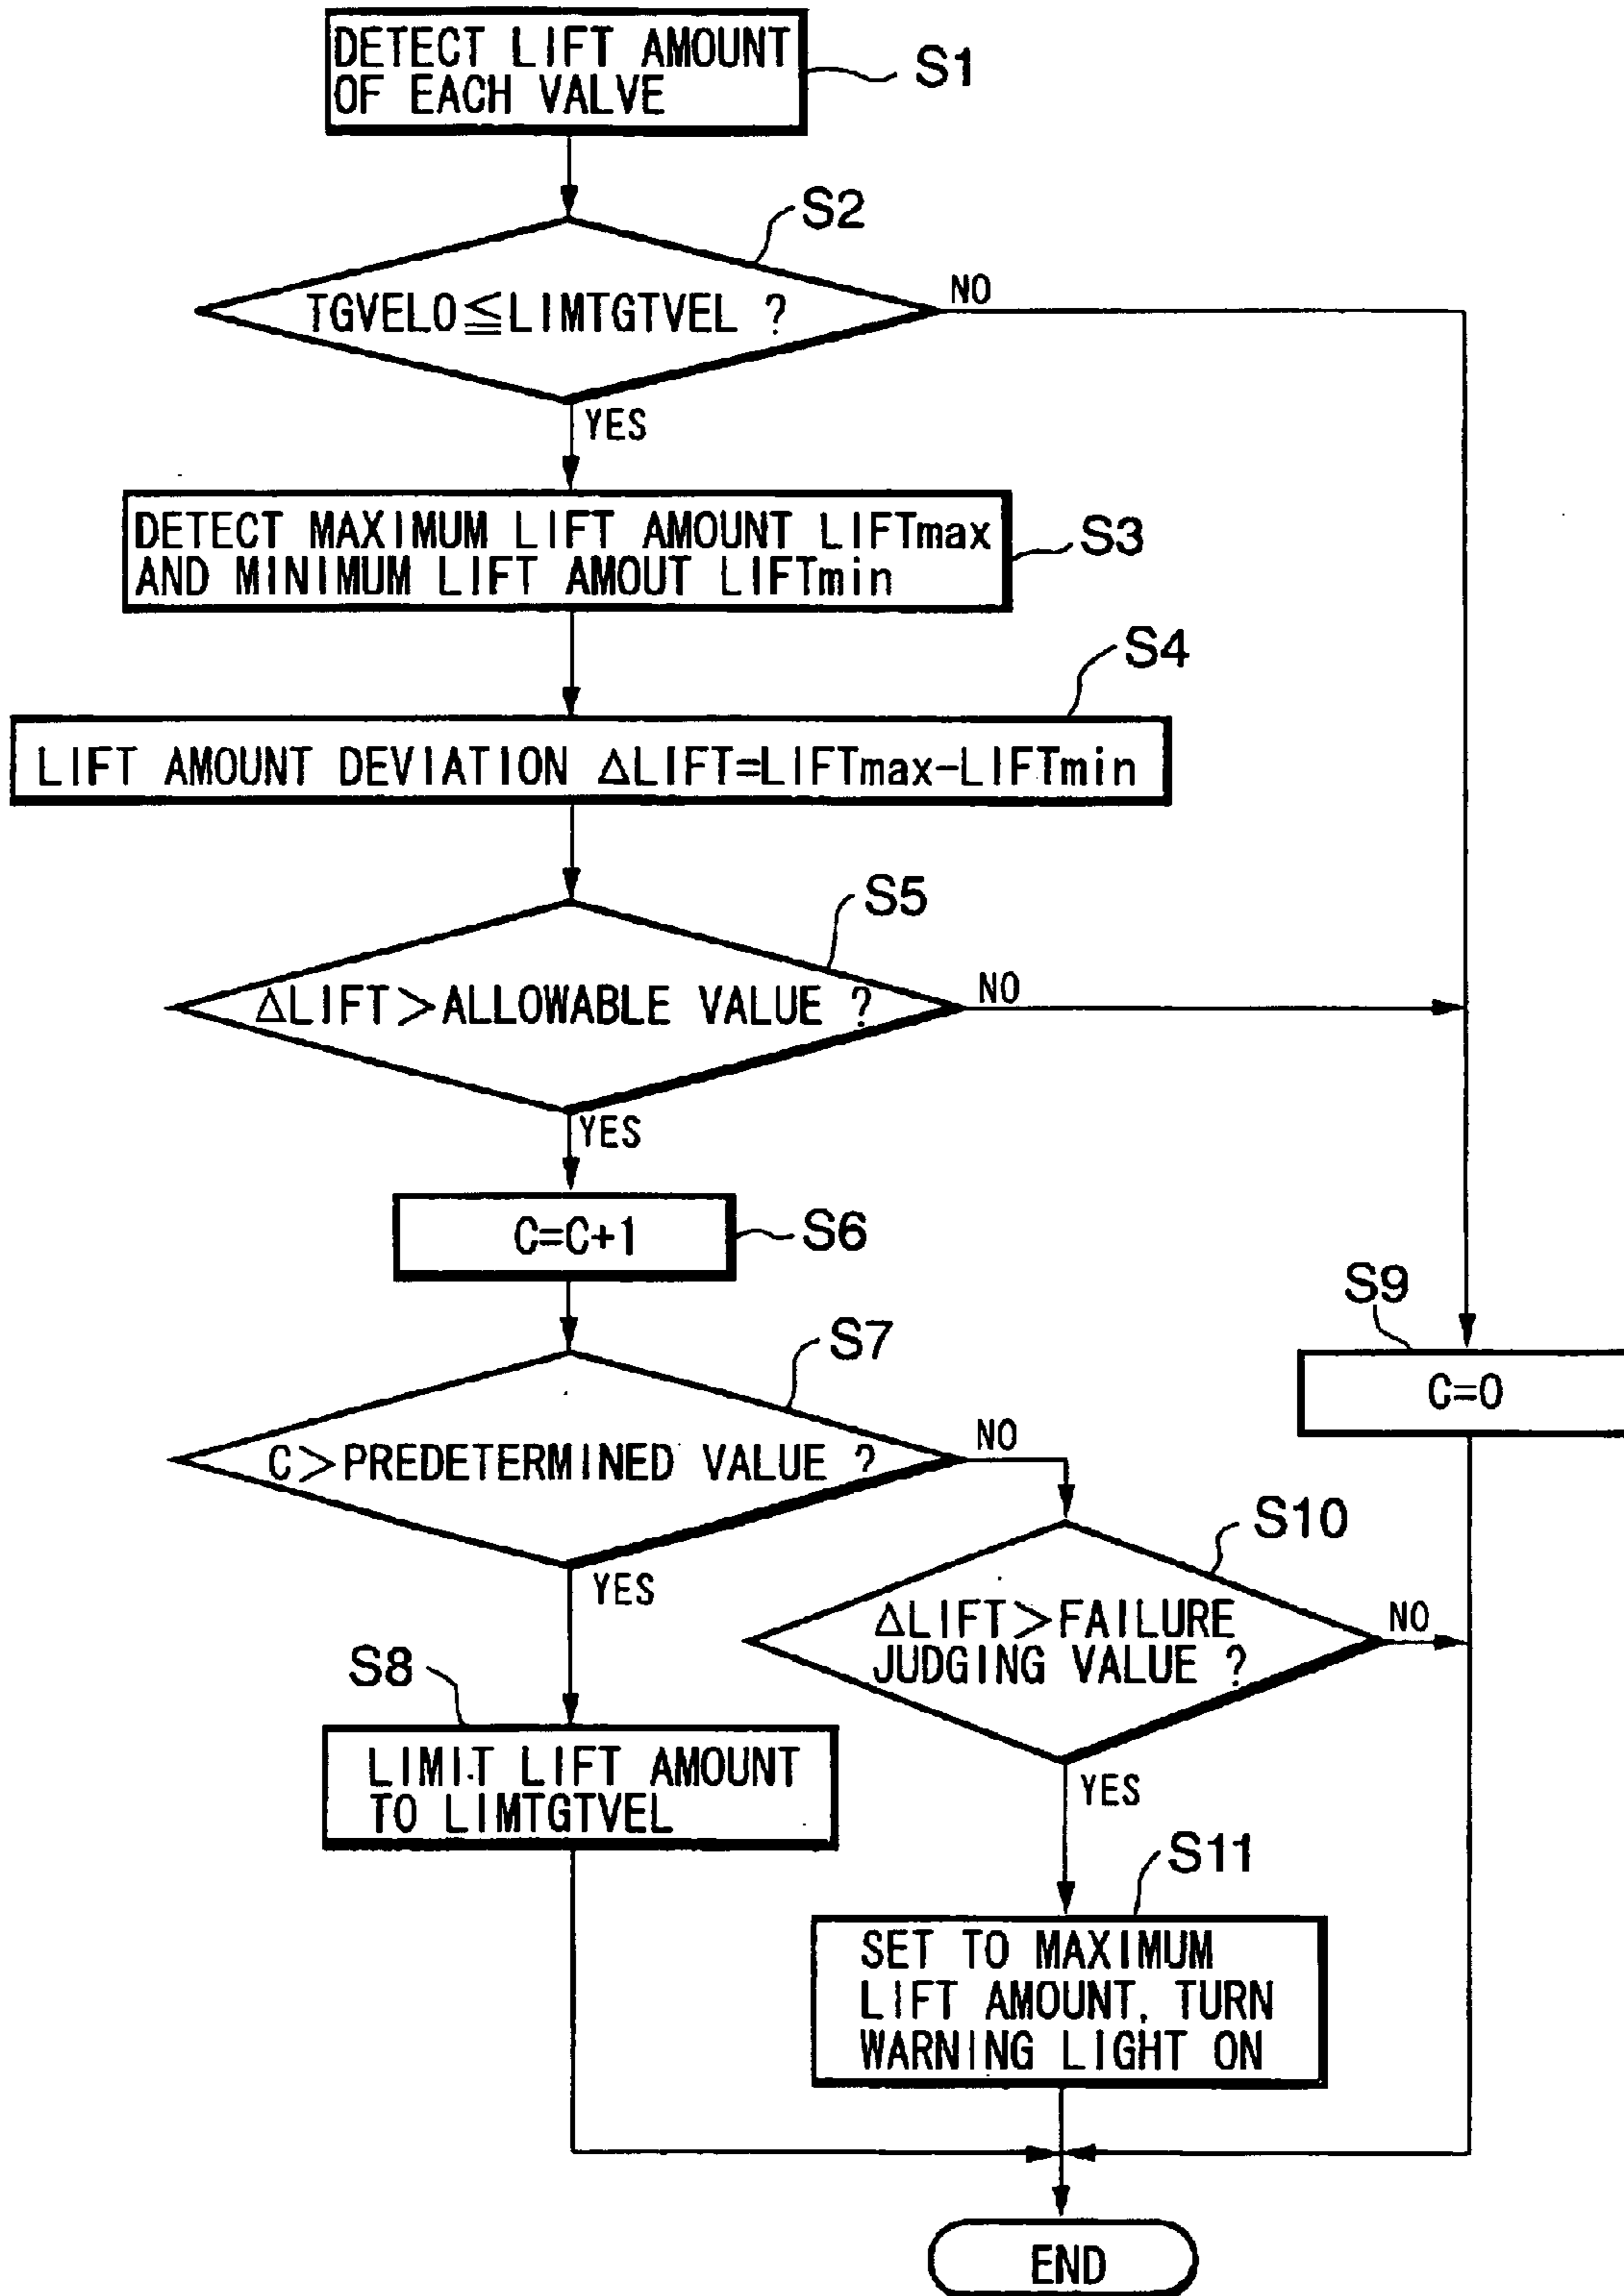 DETECT LIFT AMOUNT
OF EACH VALVE
S1
S2
TGVEL0≦LIMTGTVEL ?
NO
YES
DETECT MAXIMUM LIFT AMOUNT LIFTmax
AND MINIMUM LIFT AMOUT LIFTmin
S3
S4
LIFT AMOUNT DEVIATION ΔLIFT=LIFTmax-LIFTmin
S5
ΔLIFT>ALLOWABLE VALUE ?
NO
YES
C=C+1
S6
S7
C>PREDETERMINED VALUE ?
NO
YES
S9
C=0
S10
ΔLIFT>FAILURE
JUDGING VALUE ?
NO
YES
S8
LIMIT LIFT AMOUNT
TO LIMTGTVEL
S11
SET TO MAXIMUM
LIFT AMOUNT, TURN
WARNING LIGHT ON
END